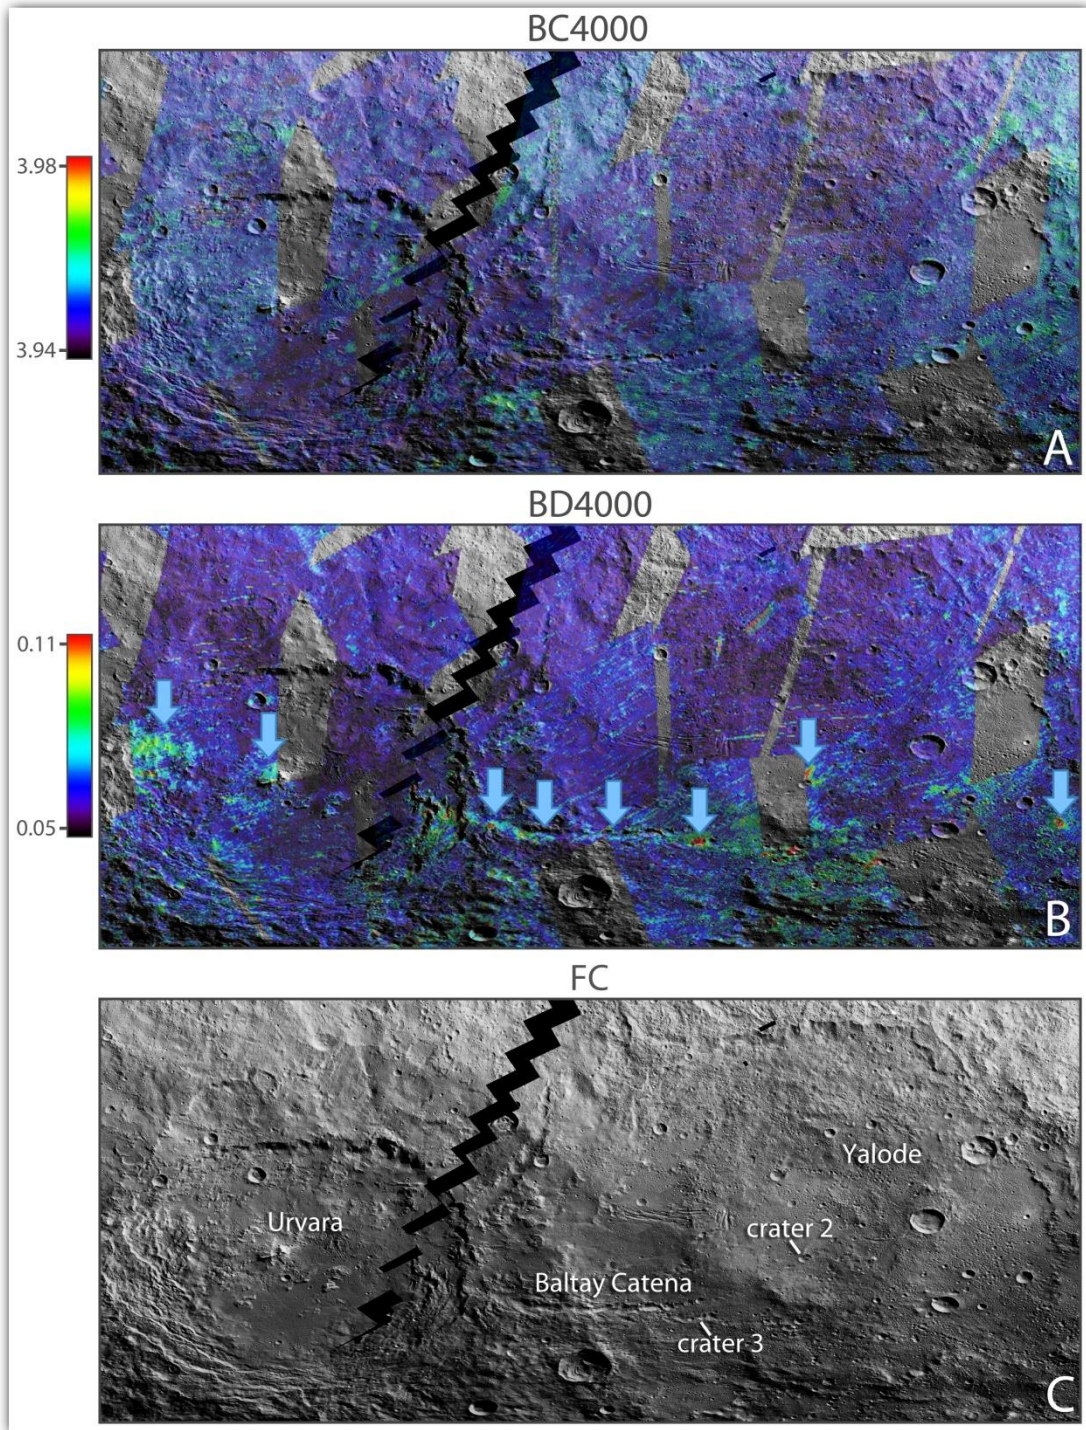 BC4000
3.98
3.94
A
BD4000
0.11
0.05
B
FC
Yalode
Urvara
crater 2
Baltay Catena
crater 3
C